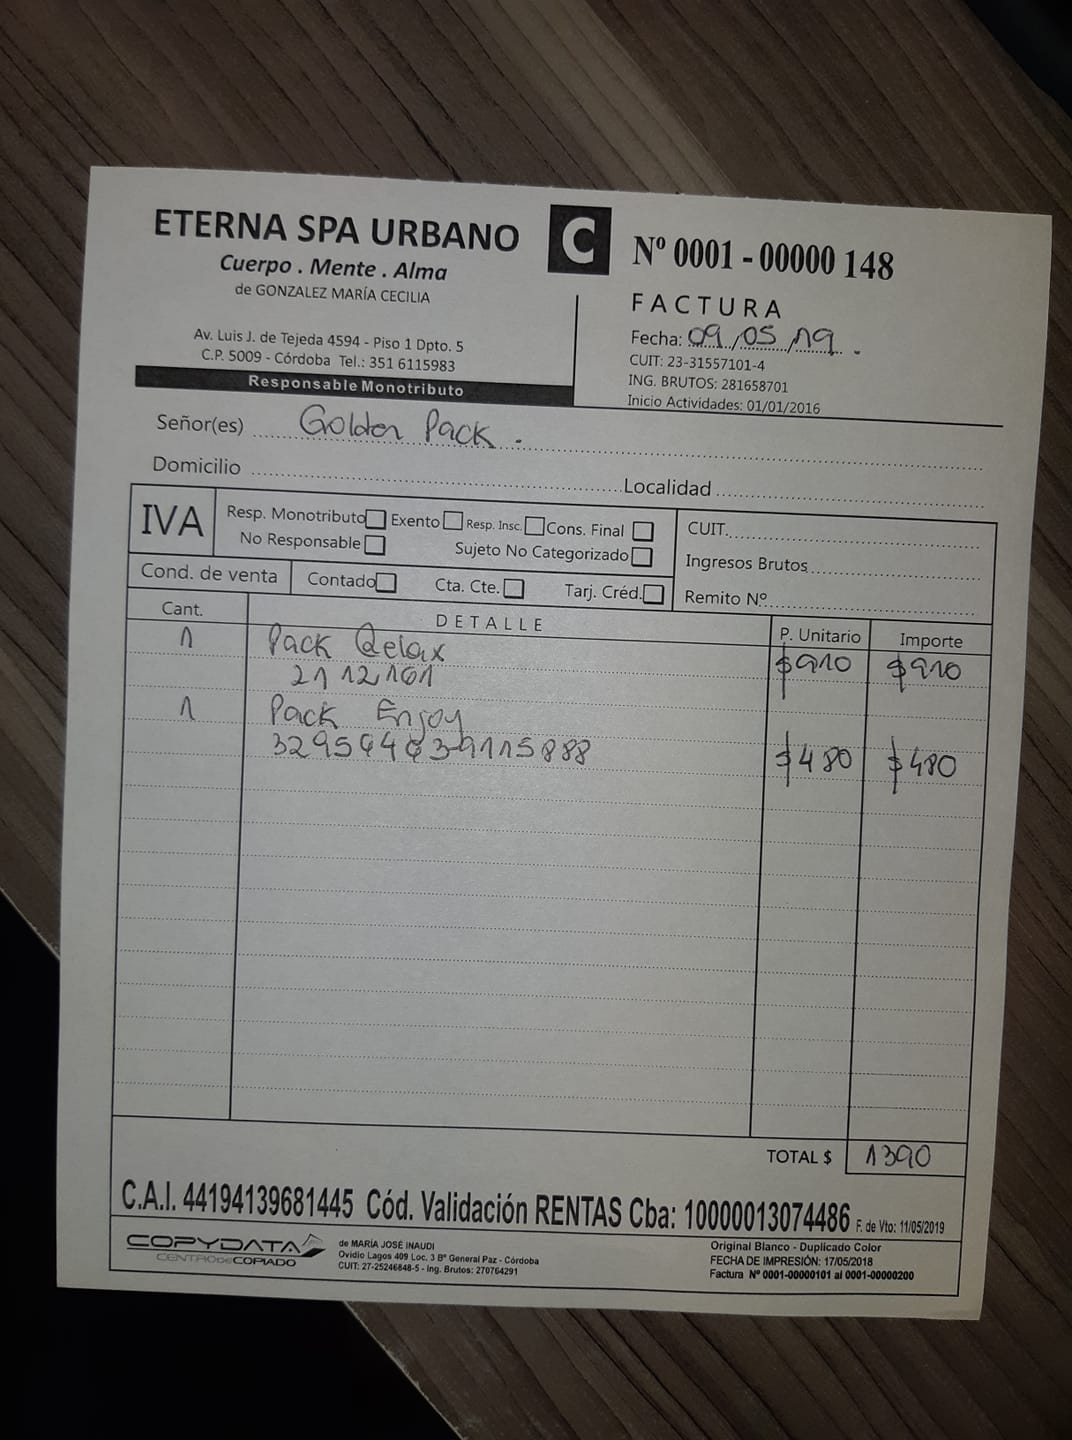 ETERNA SPA URBANO
Cuerpo . Mente . Alma
de GONZALEZ MARÍA CECILIA
Av. Luis J. de Tejeda 4594 - Piso 1 Dpto. 5
C.P. 5009 - Córdoba Tel.: 351 6115983
Responsable Monotributo
C
Nº 0001 - 00000 148
FACTURA
Fecha: 09/05/19.
CUIT: 23-31557101-4
ING. BRUTOS: 281658701
Inicio Actividades: 01/01/2016
Señor(es) Golden Pack.
Domicilio Localidad
IVA Resp. Monotributo Exento Resp. Insc. Cons. Final
No Responsable Sujeto No Categorizado
CUIT.
Ingresos Brutos
Remito Nº
Cond. de venta Contado Cta. Cte. Tarj. Créd.
Cant. DETALLE P. Unitario Importe
1 Pack Relax $910 $910
21 12 161
1 Pack Enjoy
$480 $480
TOTAL $ 1390
C.A.I. 44194139681445 Cód. Validación RENTAS Cba: 10000013074486 F. de Vto: 11/05/2019
COPYDATA
CENTRO DE COPIADO
de MARÍA JOSÉ INAUDI
Ovidio Lagos 409 Loc. 3 Bº General Paz - Córdoba
CUIT: 27-25246848-5 - Ing. Brutos: 270764291
Original Blanco - Duplicado Color
FECHA DE IMPRESIÓN: 17/05/2018
Factura Nº 0001-00000101 al 0001-00000200